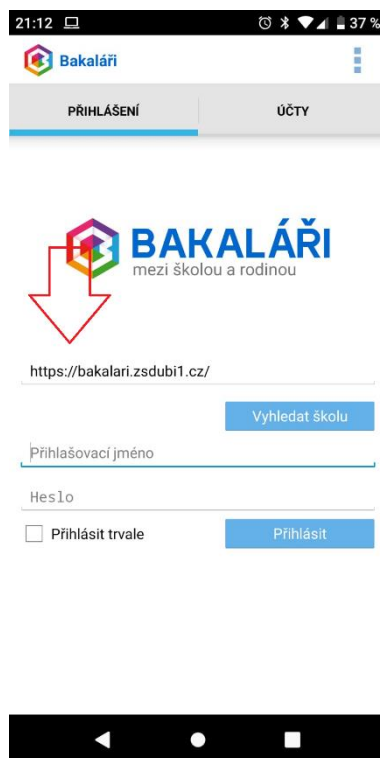 21:12
37 %
Bakaláři
PŘIHLÁŠENÍ
ÚČTY
BAKALÁŘI
mezi školou a rodinou
https://bakalari.zsdubi1.cz/
Vyhledat školu
Přihlašovací jméno
Heslo
Přihlásit trvale
Přihlásit